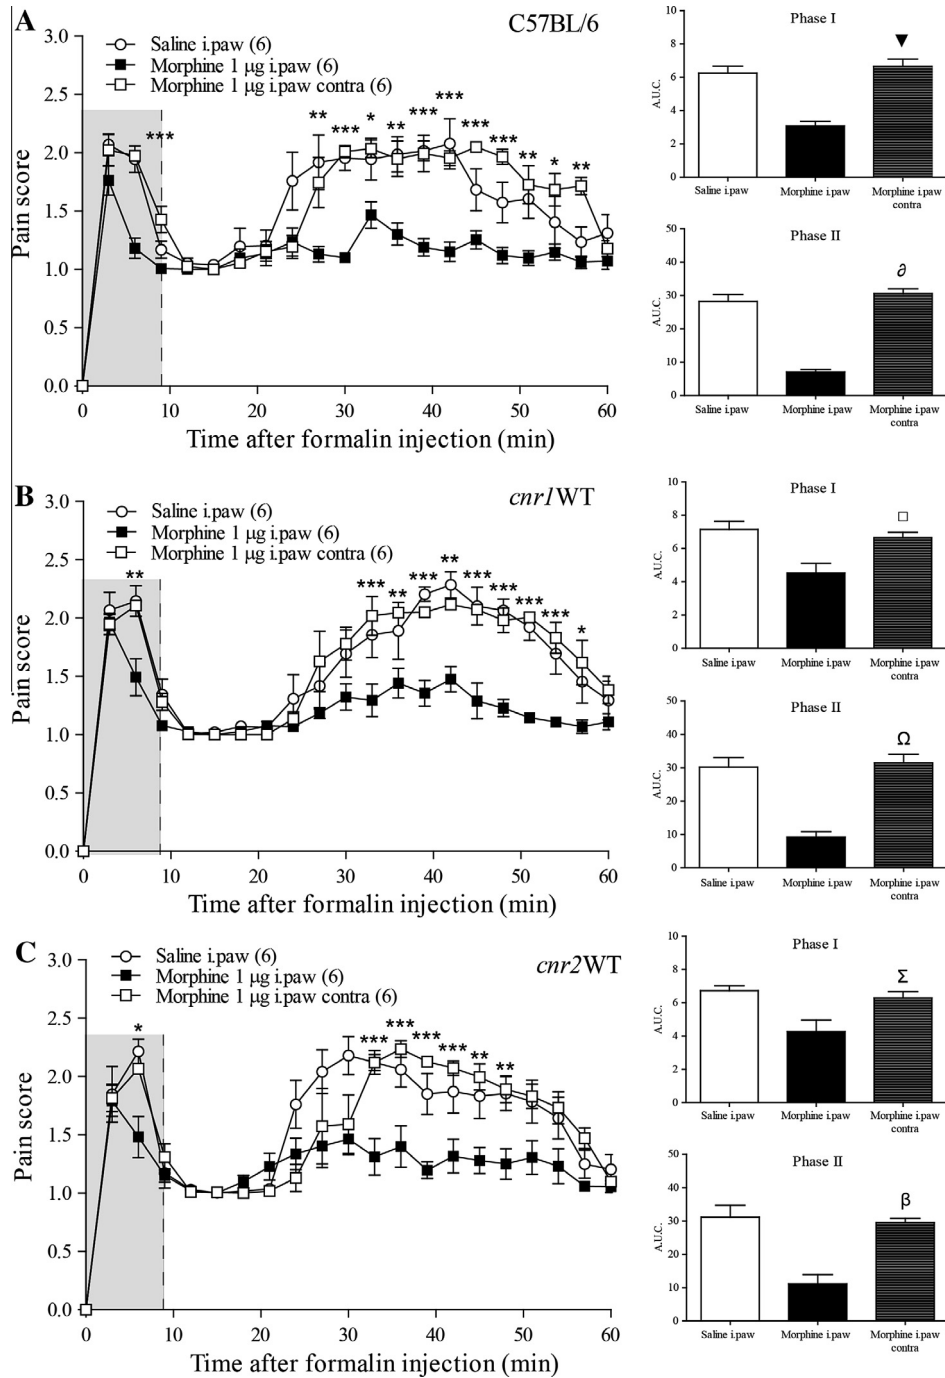 A
C57BL/6
Saline i.paw (6)
Morphine 1 μg i.paw (6)
Morphine 1 μg i.paw contra (6)
Pain score
3.0
2.5
2.0
1.5
1.0
0.5
0.0
***
**
***
*
**
***
***
***
***
**
*
**
0
10
20
30
40
50
60
Time after formalin injection (min)
Phase I
A.U.C.
10
8
6
4
2
0
▼
Saline i.paw
Morphine i.paw
Morphine i.paw
contra
Phase II
A.U.C.
50
40
30
20
10
0
∂
Saline i.paw
Morphine i.paw
Morphine i.paw
contra
B
cnr1WT
Saline i.paw (6)
Morphine 1 μg i.paw (6)
Morphine 1 μg i.paw contra (6)
Pain score
3.0
2.5
2.0
1.5
1.0
0.5
0.0
**
***
**
***
**
***
***
***
***
*
0
10
20
30
40
50
60
Time after formalin injection (min)
Phase I
A.U.C.
10
8
6
4
2
0
□
Saline i.paw
Morphine i.paw
Morphine i.paw
contra
Phase II
A.U.C.
50
40
30
20
10
0
Ω
Saline i.paw
Morphine i.paw
Morphine i.paw
contra
C
cnr2WT
Saline i.paw (6)
Morphine 1 μg i.paw (6)
Morphine 1 μg i.paw contra (6)
Pain score
3.0
2.5
2.0
1.5
1.0
0.5
0.0
*
***
***
***
***
**
**
0
10
20
30
40
50
60
Time after formalin injection (min)
Phase I
A.U.C.
10
8
6
4
2
0
Σ
Saline i.paw
Morphine i.paw
Morphine i.paw
contra
Phase II
A.U.C.
50
40
30
20
10
0
β
Saline i.paw
Morphine i.paw
Morphine i.paw
contra